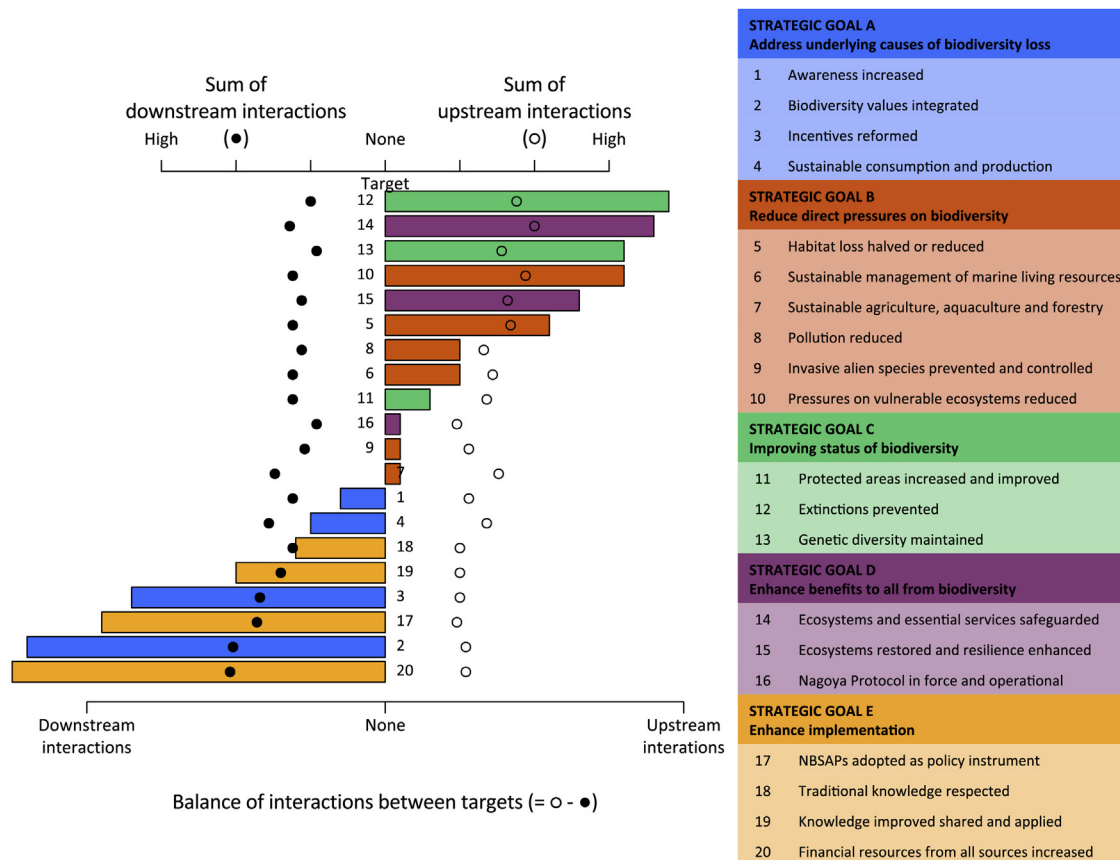 Sum of
downstream interactions
(●)
Sum of
upstream interactions
(○)
High
None
High
Target
12
14
13
10
15
5
8
6
11
16
9
7
1
4
18
19
3
17
2
20
Downstream
interactions
None
Upstream
interations
Balance of interactions between targets (= ○ - ●)
STRATEGIC GOAL A
Address underlying causes of biodiversity loss
1 Awareness increased
2 Biodiversity values integrated
3 Incentives reformed
4 Sustainable consumption and production
STRATEGIC GOAL B
Reduce direct pressures on biodiversity
5 Habitat loss halved or reduced
6 Sustainable management of marine living resources
7 Sustainable agriculture, aquaculture and forestry
8 Pollution reduced
9 Invasive alien species prevented and controlled
10 Pressures on vulnerable ecosystems reduced
STRATEGIC GOAL C
Improving status of biodiversity
11 Protected areas increased and improved
12 Extinctions prevented
13 Genetic diversity maintained
STRATEGIC GOAL D
Enhance benefits to all from biodiversity
14 Ecosystems and essential services safeguarded
15 Ecosystems restored and resilience enhanced
16 Nagoya Protocol in force and operational
STRATEGIC GOAL E
Enhance implementation
17 NBSAPs adopted as policy instrument
18 Traditional knowledge respected
19 Knowledge improved shared and applied
20 Financial resources from all sources increased